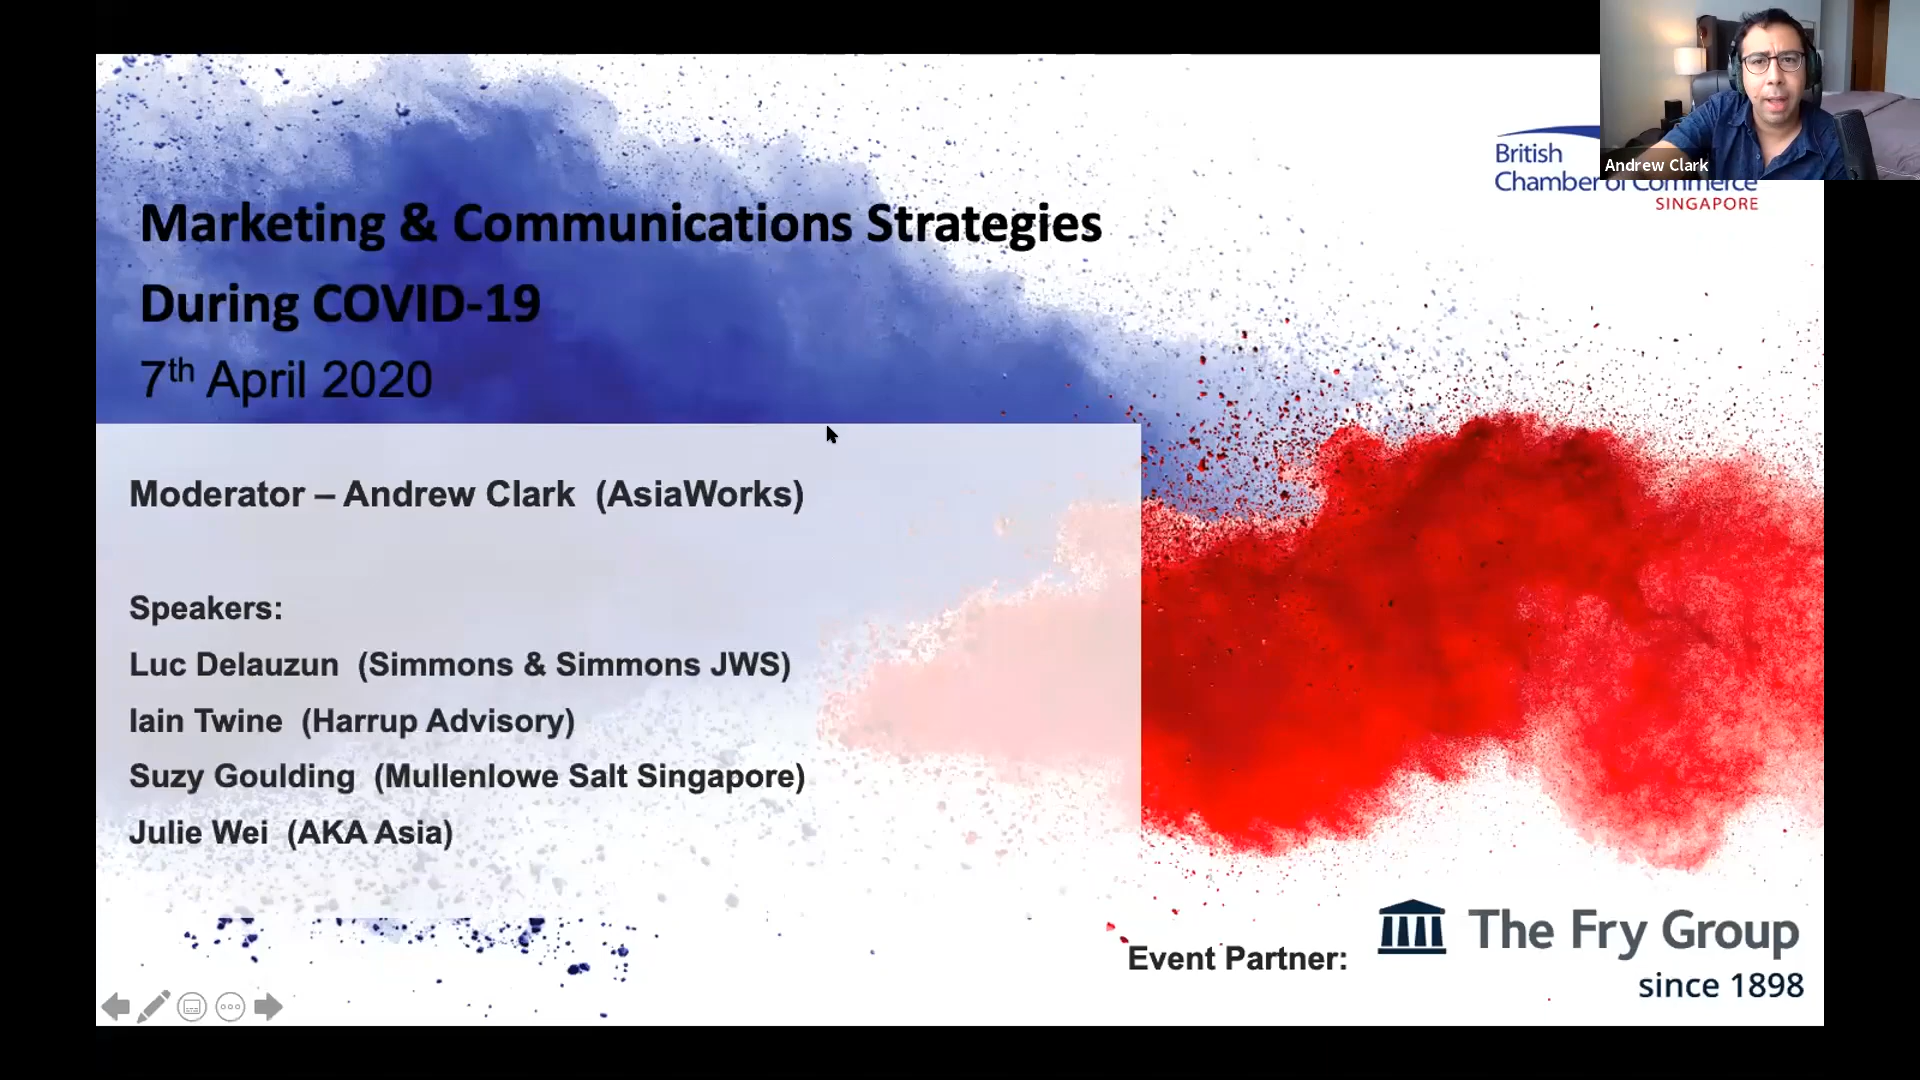 Andrew Clark
British
Chamber of Commerce
SINGAPORE
Marketing & Communications Strategies
During COVID-19
7th April 2020
Moderator – Andrew Clark (AsiaWorks)
Speakers:
Luc Delauzun (Simmons & Simmons JWS)
Iain Twine (Harrup Advisory)
Suzy Goulding (Mullenlowe Salt Singapore)
Julie Wei (AKA Asia)
Event Partner:
The Fry Group
since 1898